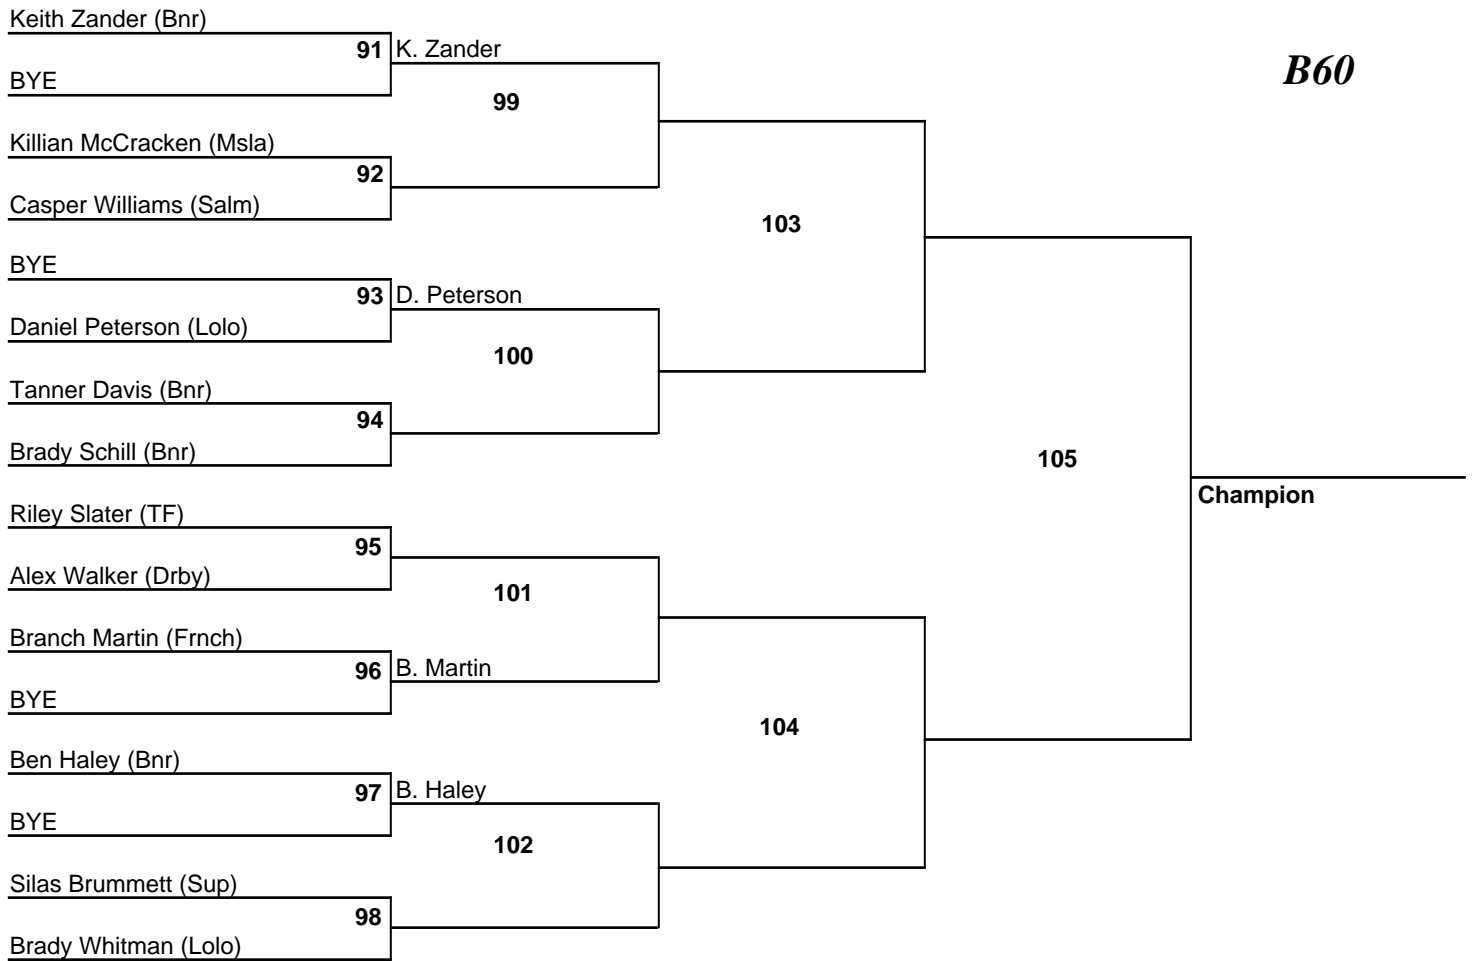 Keith Zander (Bnr)
91 K. Zander
B60
BYE
99
Killian McCracken (Msla)
92
Casper Williams (Salm)
103
BYE
93 D. Peterson
Daniel Peterson (Lolo)
100
Tanner Davis (Bnr)
94
Brady Schill (Bnr)
105
Champion
Riley Slater (TF)
95
Alex Walker (Drby)
101
Branch Martin (Frnch)
96 B. Martin
BYE
104
Ben Haley (Bnr)
97 B. Haley
BYE
102
Silas Brummett (Sup)
98
Brady Whitman (Lolo)